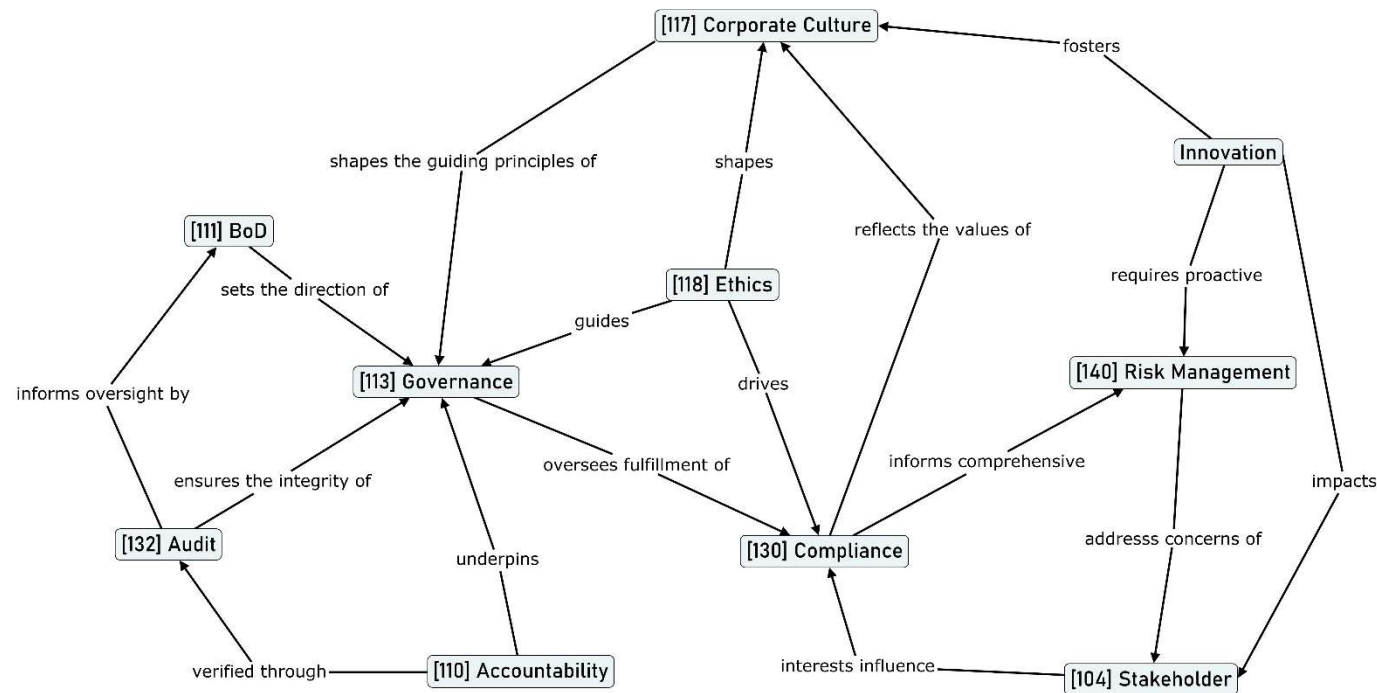 [117] Corporate Culture
fosters
Innovation
shapes the guiding principles of
shapes
[111] BoD
reflects the values of
requires proactive
[118] Ethics
sets the direction of
guides
[140] Risk Management
[113] Governance
drives
informs oversight by
oversees fulfillment of
informs comprehensive
ensures the integrity of
impacts
addresss concerns of
[132] Audit
[130] Compliance
underpins
interests influence
verified through
[110] Accountability
[104] Stakeholder